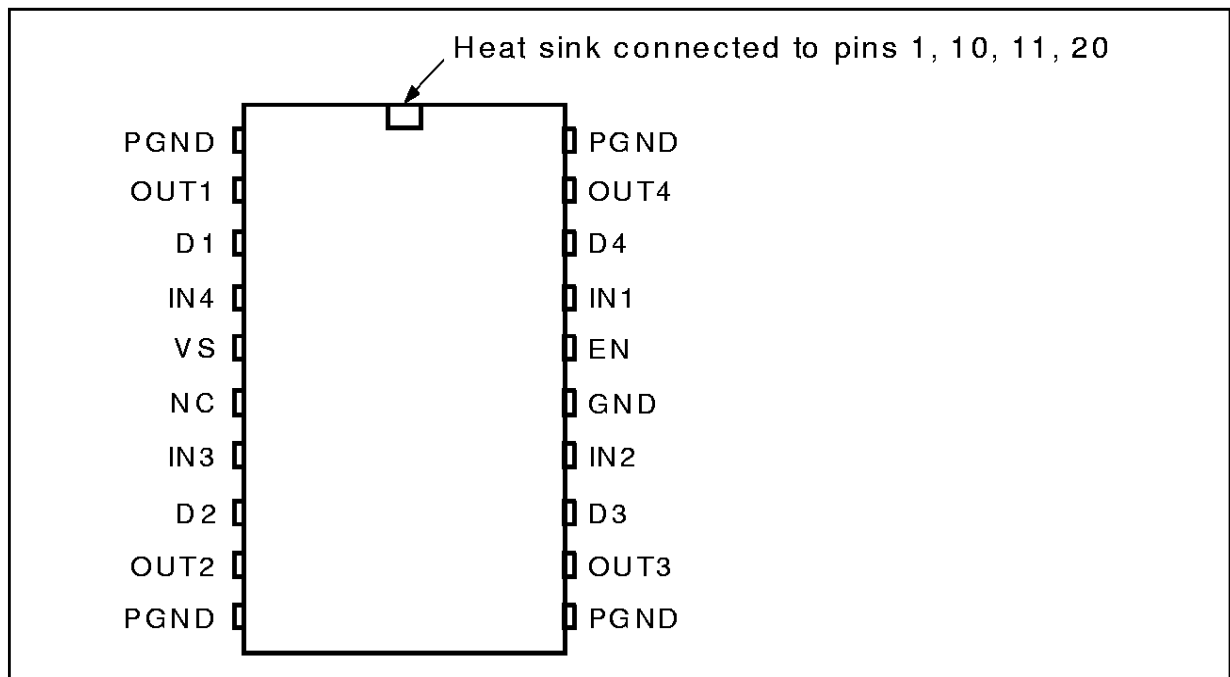 Heat sink connected to pins 1, 10, 11, 20
PGND PGND
OUT1 OUT4
D1 D4
IN4 IN1
VS EN
NC GND
IN3 IN2
D2 D3
OUT2 OUT3
PGND PGND